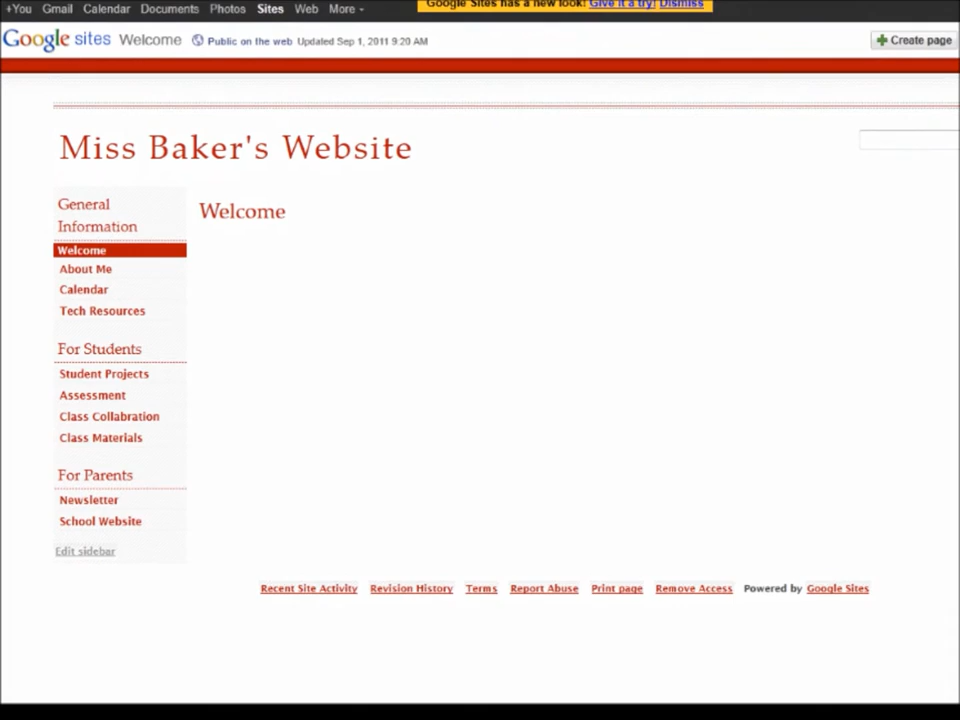 +You Gmail Calendar Documents Photos Sites Web More
Google Sites has a new look! Give it a try! Dismiss
Google sites Welcome Public on the web Updated Sep 1, 2011 9:20 AM
Create page
Miss Baker's Website
General
Information
Welcome
About Me
Calendar
Tech Resources
For Students
Student Projects
Assessment
Class Collabration
Class Materials
For Parents
Newsletter
School Website
Edit sidebar
Welcome
Recent Site Activity Revision History Terms Report Abuse Print page Remove Access Powered by Google Sites